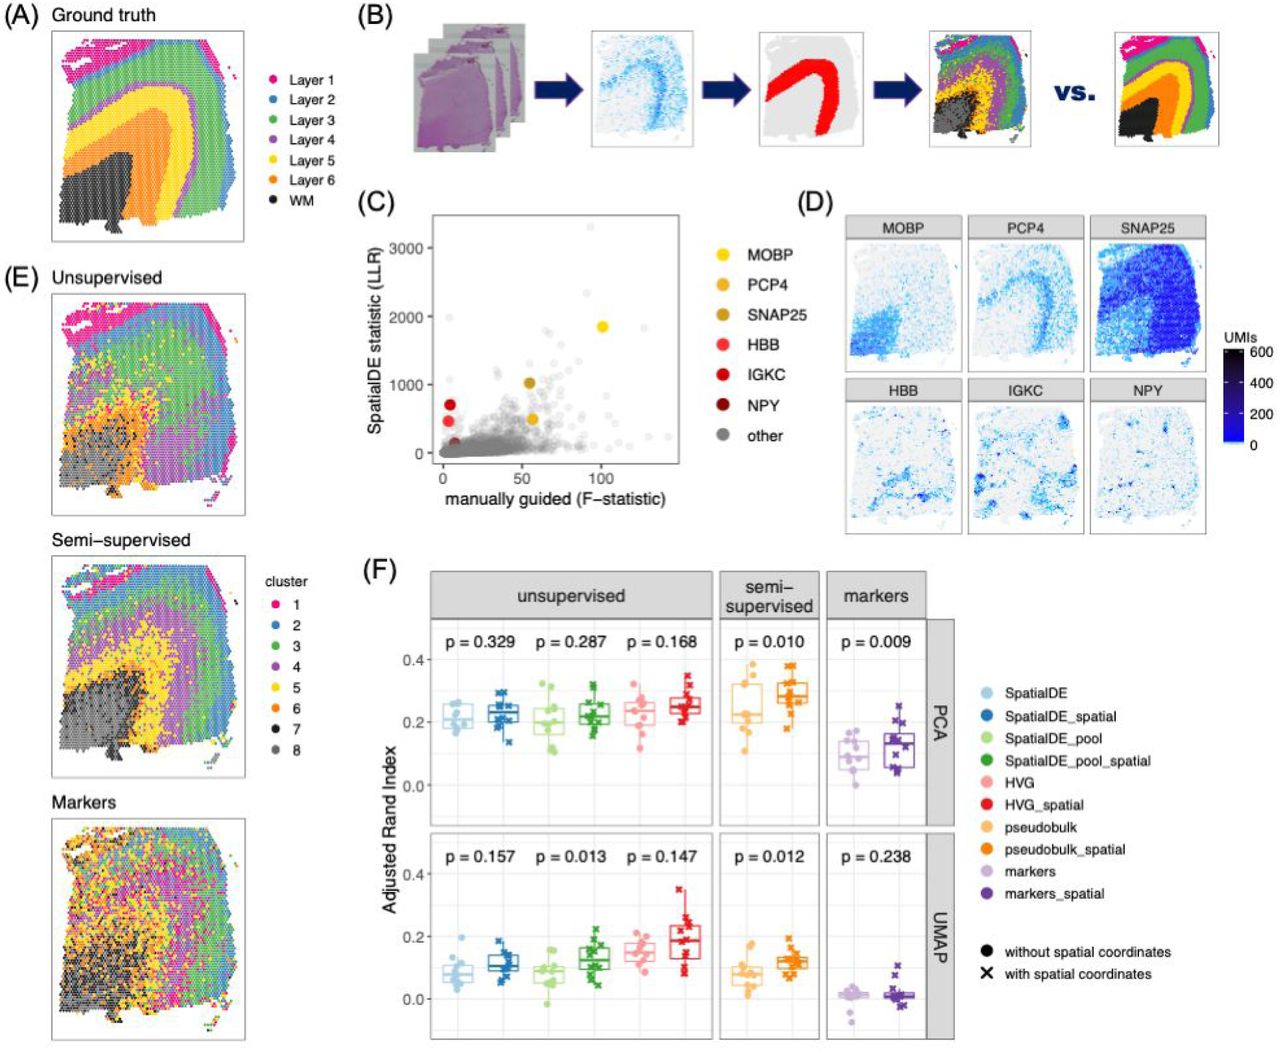 (A)
Ground truth
Layer 1
Layer 2
Layer 3
Layer 4
Layer 5
Layer 6
WM
(B)
vs.
(C)
SpatialDE statistic (LLR)
3000
2000
1000
0
0 50 100
manually guided (F−statistic)
MOBP
PCP4
SNAP25
HBB
IGKC
NPY
other
(D)
MOBP PCP4 SNAP25
HBB IGKC NPY
UMIs
600
400
200
0
(E)
Unsupervised
Semi−supervised
cluster
1
2
3
4
5
6
7
8
Markers
(F)
unsupervised
semi−
supervised
markers
p = 0.329 p = 0.287 p = 0.168 p = 0.010 p = 0.009
0.4
0.2
0.0
PCA
Adjusted Rand Index
p = 0.157 p = 0.013 p = 0.147 p = 0.012 p = 0.238
0.4
0.2
0.0
UMAP
SpatialDE
SpatialDE_spatial
SpatialDE_pool
SpatialDE_pool_spatial
HVG
HVG_spatial
pseudobulk
pseudobulk_spatial
markers
markers_spatial
without spatial coordinates
with spatial coordinates